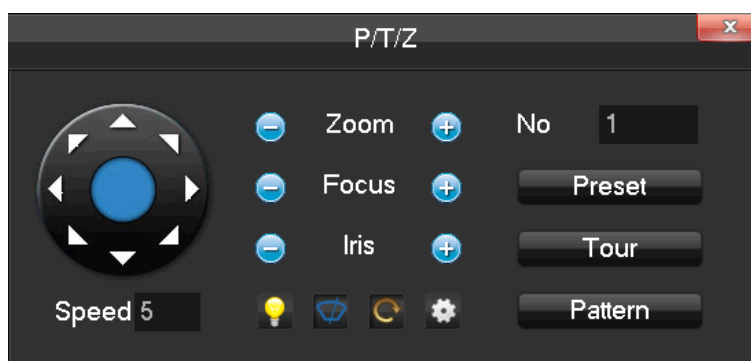 P/T/Z
x
Zoom
No 1
Focus
Preset
Iris
Tour
Speed 5
Pattern